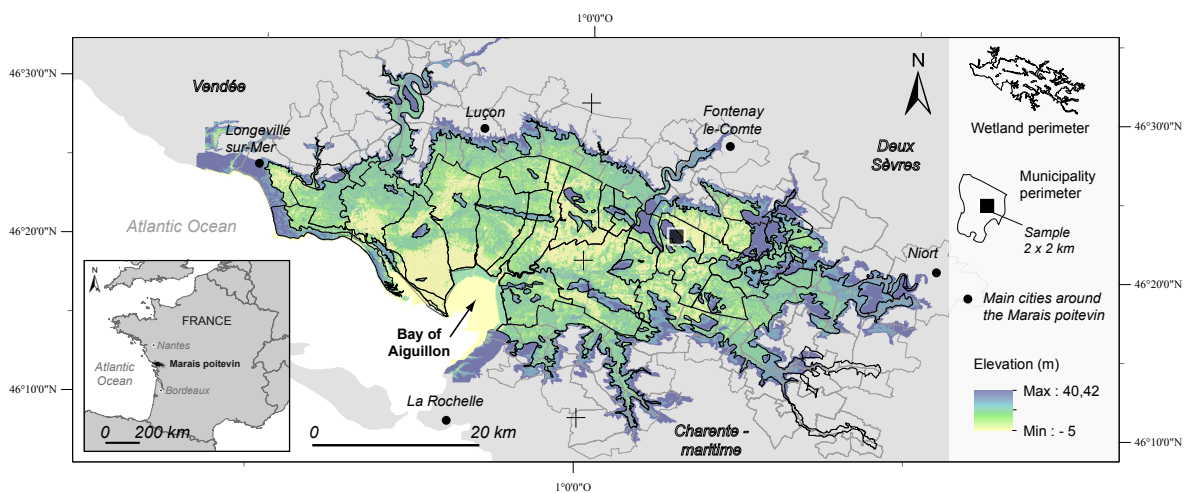 1°0'0"O
46°30'0"N
46°20'0"N
46°10'0"N
Vendée
Longeville
sur-Mer
Luçon
Fontenay
le-Comte
Deux
Sèvres
Niort
Atlantic Ocean
Bay of
Aiguillon
La Rochelle
Charente -
maritime
0 20 km
N
N
FRANCE
Nantes
Marais poitevin
Atlantic
Ocean
Bordeaux
0 200 km
Wetland perimeter
Municipality
perimeter
Sample
2 x 2 km
Main cities around
the Marais poitevin
Elevation (m)
Max : 40,42
Min : - 5
46°30'0"N
46°20'0"N
46°10'0"N
1°0'0"O